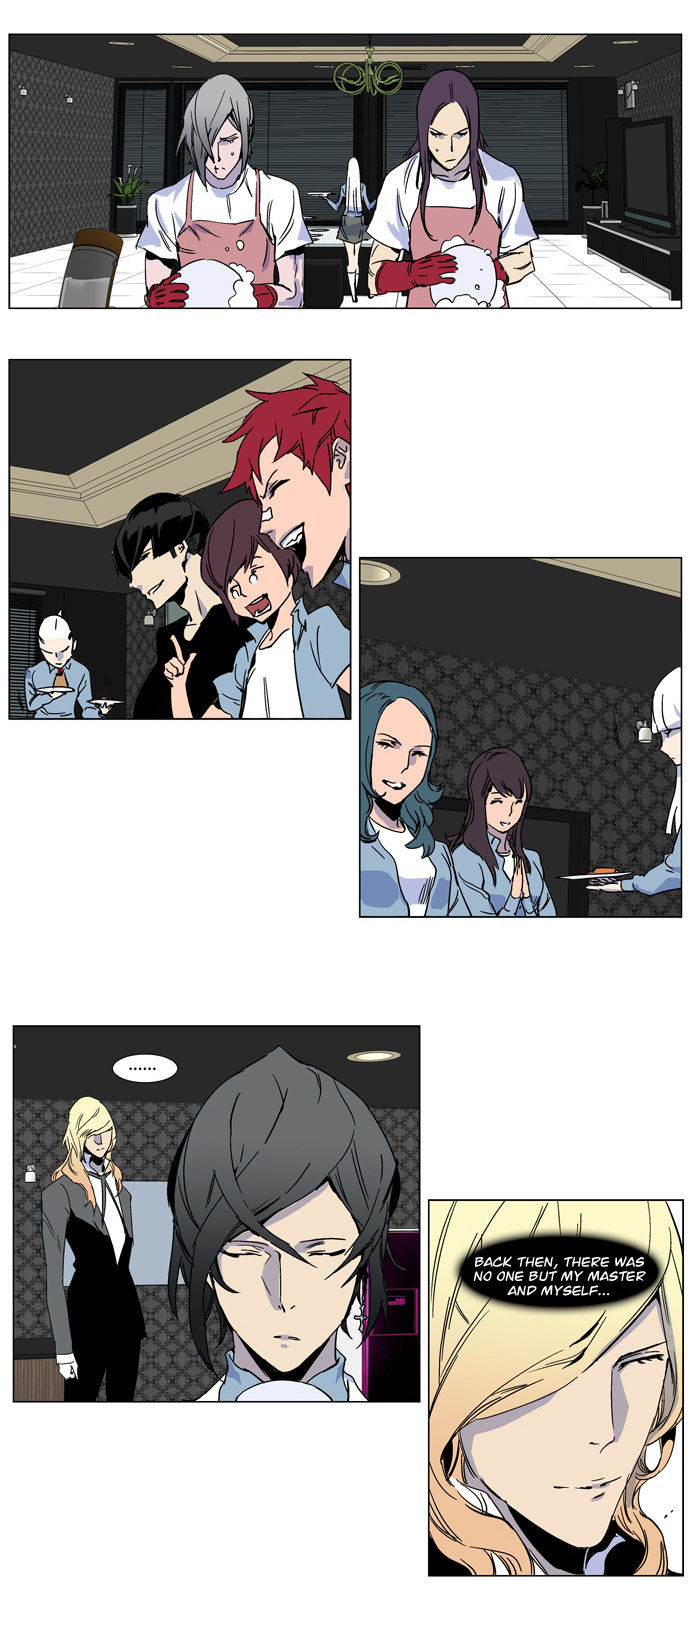 ......
BACK THEN, THERE WAS
NO ONE BUT MY MASTER
AND MYSELF...